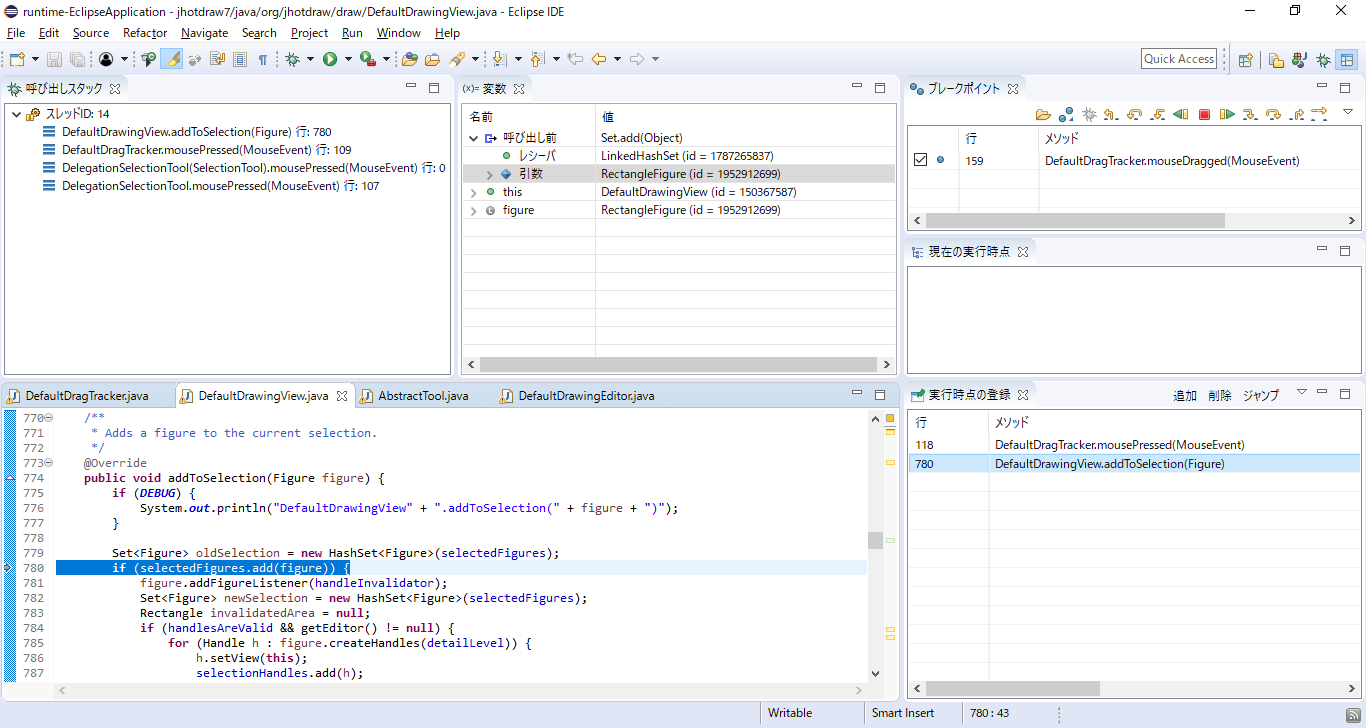 runtime-EclipseApplication - jhotdraw7/java/org/jhotdraw/draw/DefaultDrawingView.java - Eclipse IDE
File Edit Source Refactor Navigate Search Project Run Window Help
Quick Access
呼び出しスタック
スレッドID: 14
DefaultDrawingView.addToSelection(Figure) 行: 780
DefaultDragTracker.mousePressed(MouseEvent) 行: 109
DelegationSelectionTool(SelectionTool).mousePressed(MouseEvent) 行: 0
DelegationSelectionTool.mousePressed(MouseEvent) 行: 107
(x)= 変数
名前 値
呼び出し前 Set.add(Object)
レシーバ LinkedHashSet (id = 1787265837)
引数 RectangleFigure (id = 1952912699)
this DefaultDrawingView (id = 150367587)
figure RectangleFigure (id = 1952912699)
ブレークポイント
行 メソッド
159 DefaultDragTracker.mouseDragged(MouseEvent)
現在の実行時点
DefaultDragTracker.java DefaultDrawingView.java AbstractTool.java DefaultDrawingEditor.java
770 /**
771 * Adds a figure to the current selection.
772 */
773 @Override
774 public void addToSelection(Figure figure) {
775 if (DEBUG) {
776 System.out.println("DefaultDrawingView" + ".addToSelection(" + figure + ")");
777 }
778
779 Set<Figure> oldSelection = new HashSet<Figure>(selectedFigures);
780 if (selectedFigures.add(figure)) {
781 figure.addFigureListener(handleInvalidator);
782 Set<Figure> newSelection = new HashSet<Figure>(selectedFigures);
783 Rectangle invalidatedArea = null;
784 if (handlesAreValid && getEditor() != null) {
785 for (Handle h : figure.createHandles(detailLevel)) {
786 h.setView(this);
787 selectionHandles.add(h);
実行時点の登録 追加 削除 ジャンプ
行 メソッド
118 DefaultDragTracker.mousePressed(MouseEvent)
780 DefaultDrawingView.addToSelection(Figure)
Writable Smart Insert 780 : 43